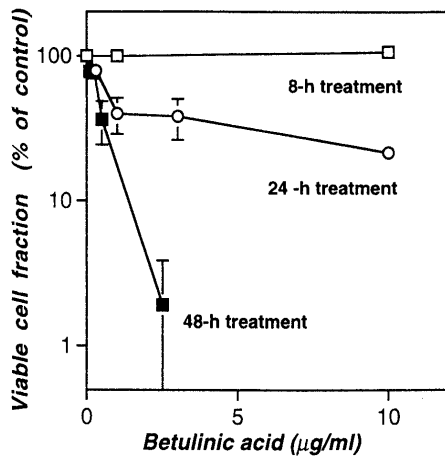 100
8-h treatment
10
24 -h treatment
48-h treatment
1
0
5
10
Viable cell fraction (% of control)
Betulinic acid (μg/ml)